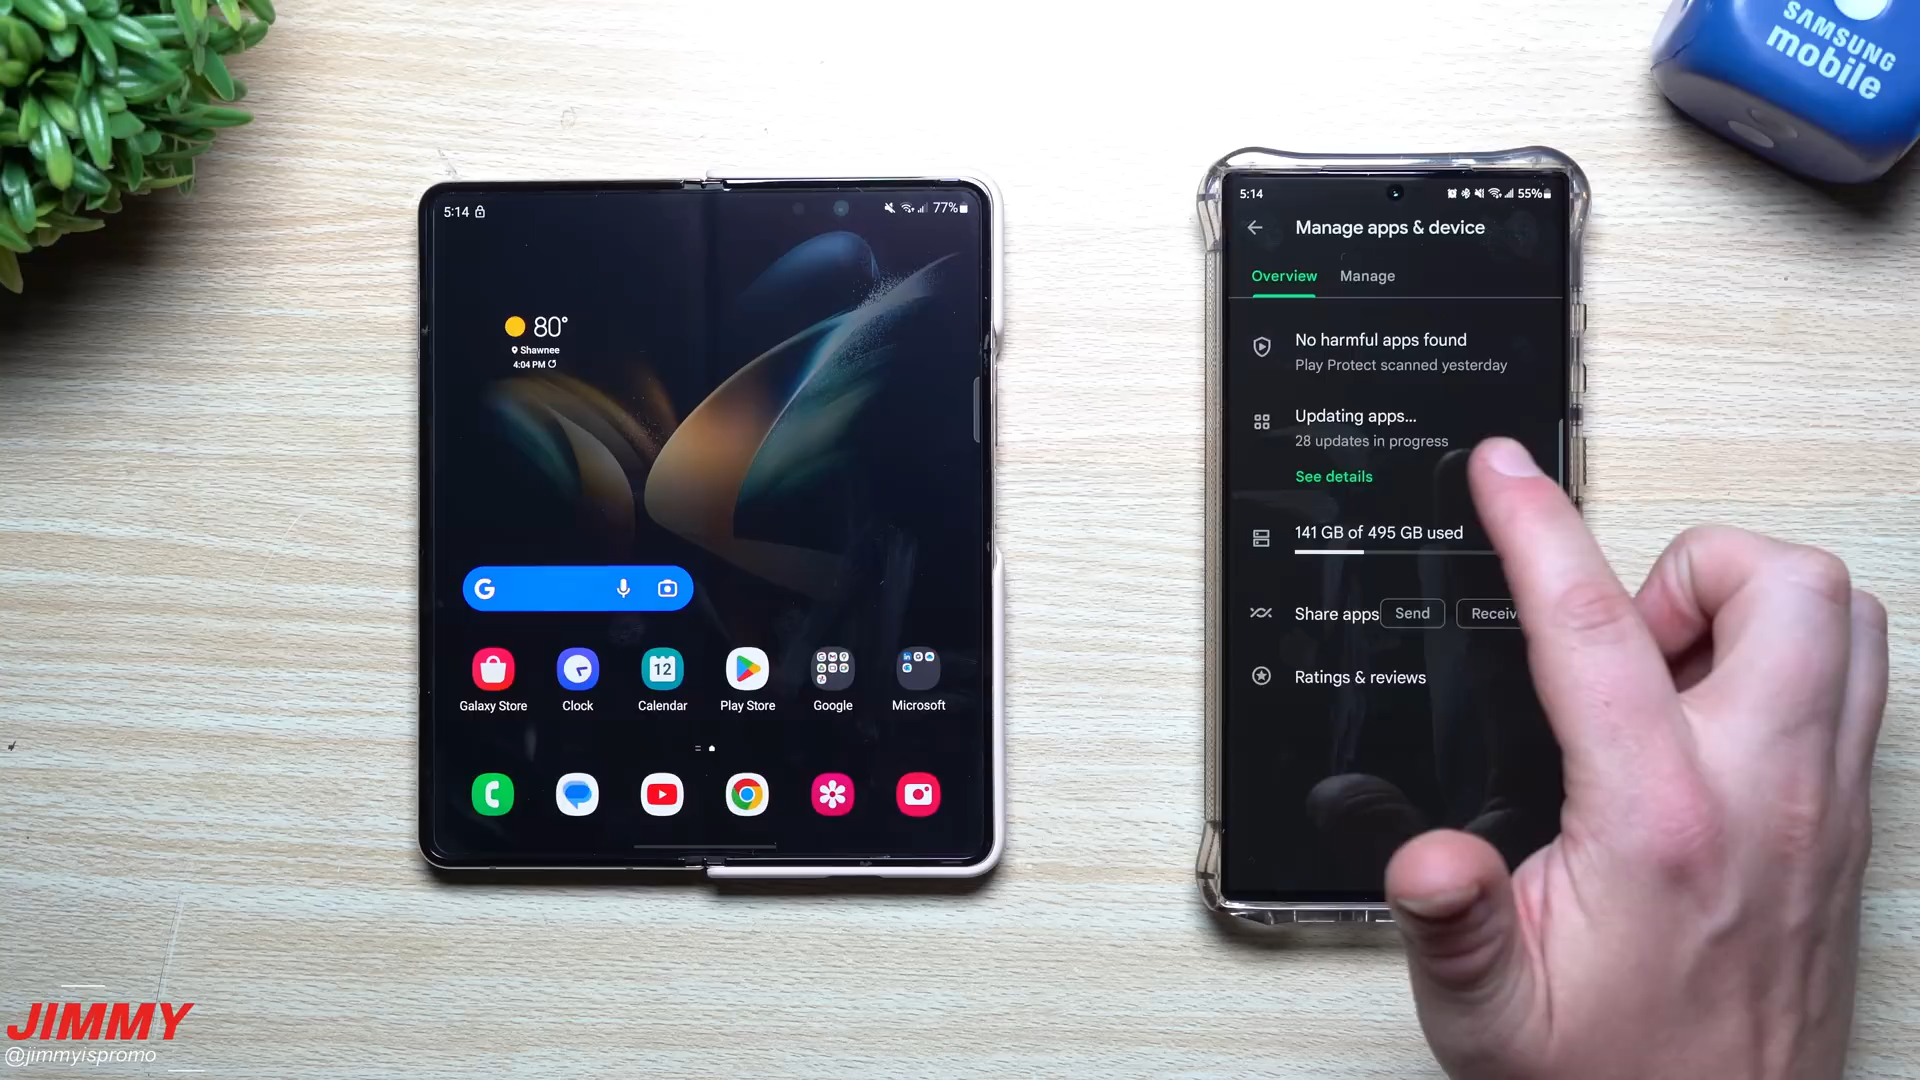 SAMSUNG
mobile
5:14
77%
80°
Shawnee
4:04 PM
G
12
Galaxy Store
Clock
Calendar
Play Store
Google
Microsoft
5:14
55%
Manage apps & device
Overview
Manage
No harmful apps found
Play Protect scanned yesterday
Updating apps...
28 updates in progress
See details
141 GB of 495 GB used
Share apps
Send
Receiv
Ratings & reviews
JIMMY
@jimmyispromo